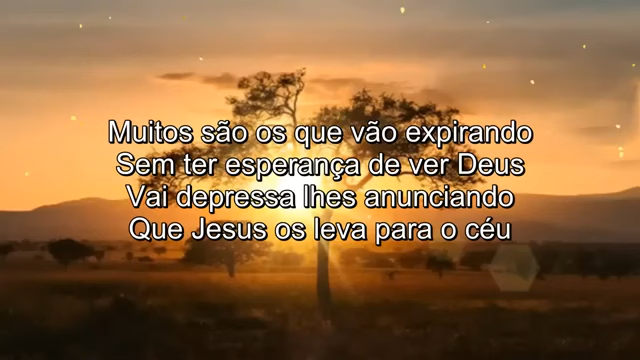 Muitos são os que vão expirando
Sem ter esperança de ver Deus
Vai depressa lhes anunciando
Que Jesus os leva para o céu